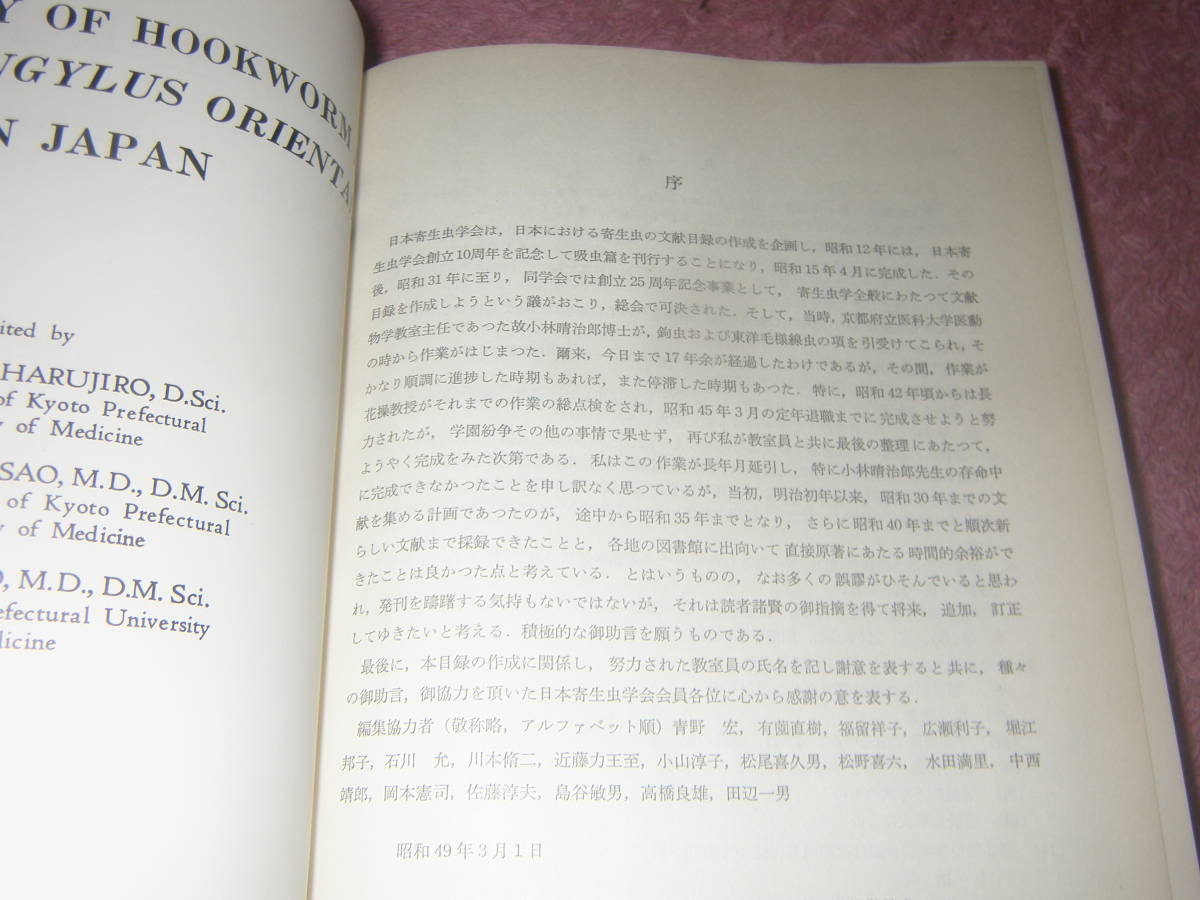 Y OF HOOKWORM
NGYLUS ORIENTA
N JAPAN
ited by
HARUJIRO, D.Sci.
of Kyoto Prefectural
y of Medicine
SAO, M.D., D.M. Sci.
of Kyoto Prefectural
y of Medicine
O, M.D., D.M. Sci.
efectural University
dicine
序
日本寄生虫学会は，日本における寄生虫の文献目録の作成を企画し，昭和12年には，日本寄
生虫学会創立10周年を記念して吸虫篇を刊行することになり，昭和15年4月に完成した．その
後，昭和31年に至り，同学会では創立25周年記念事業として，寄生虫学全般にわたつて文献
目録を作成しようという議がおこり，総会で可決された．そして，当時，京都府立医科大学医動
物学教室主任であつた故小林晴治郎博士が，鉤虫および東洋毛様線虫の項を引受けてこられ，そ
の時から作業がはじまつた．爾来，今日まで17年余が経過したわけであるが，その間，作業が
かなり順調に進捗した時期もあれば，また停滞した時期もあつた．特に，昭和42年頃からは長
花操教授がそれまでの作業の総点検をされ，昭和45年3月の定年退職までに完成させようと努
力されたが，学園紛争その他の事情で果せず，再び私が教室員と共に最後の整理にあたつて，
ようやく完成をみた次第である．私はこの作業が長年月延引し，特に小林晴治郎先生の存命中
に完成できなかつたことを申し訳なく思つているが，当初，明治初年以来，昭和30年までの文
献を集める計画であつたのが，途中から昭和35年までとなり，さらに昭和40年までと順次新
らしい文献まで採録できたことと，各地の図書館に出向いて直接原著にあたる時間的余裕がで
きたことは良かつた点と考えている．とはいうものの，なお多くの誤謬がひそんでいると思わ
れ，発刊を躊躇する気持もないではないが，それは読者諸賢の御指摘を得て将来，追加，訂正
してゆきたいと考える．積極的な御助言を願うものである．
最後に，本目録の作成に関係し，努力された教室員の氏名を記し謝意を表すると共に，種々
の御助言，御協力を頂いた日本寄生虫学会会員各位に心から感謝の意を表する．
編集協力者（敬称略，アルファベット順）青野　宏，有薗直樹，福留祥子，広瀬利子，堀江
邦子，石川　允，川本脩二，近藤力王至，小山淳子，松尾喜久男，松野喜六，水田満里，中西
靖郎，岡本憲司，佐藤淳夫，島谷敏男，高橋良雄，田辺一男
昭和49年3月1日